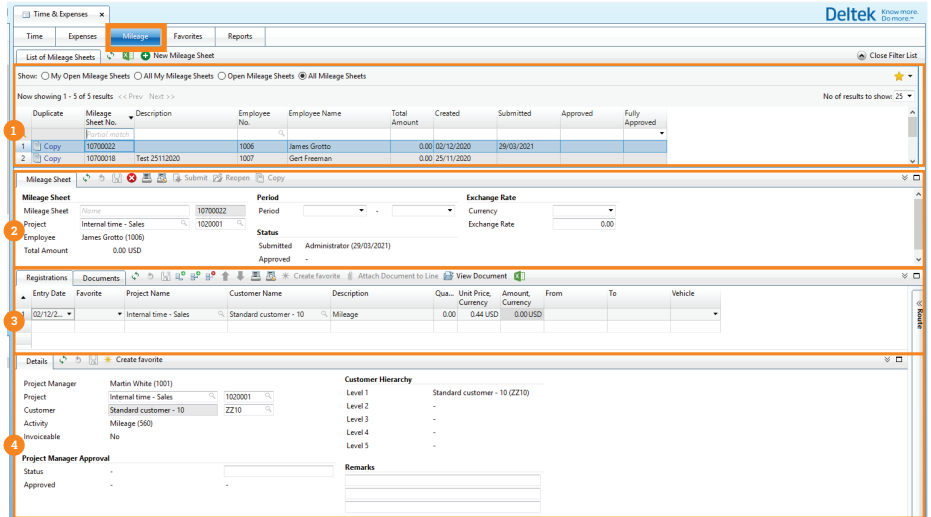 Time & Expenses x
Deltek Know more. Do more.™
Time Expenses Mileage Favorites Reports
List of Mileage Sheets New Mileage Sheet Close Filter List
Show: My Open Mileage Sheets All My Mileage Sheets Open Mileage Sheets All Mileage Sheets
Now showing 1 - 5 of 5 results << Prev Next >> No of results to show: 25
Duplicate Mileage Sheet No. Description Employee No. Employee Name Total Amount Created Submitted Approved Fully Approved
1
Partial match
1 Copy 10700022 1006 James Grotto 0.00 02/12/2020 29/03/2021
2 Copy 10700018 Test 25112020 1007 Gert Freeman 0.00 25/11/2020
Mileage Sheet Submit Reopen Copy
Mileage Sheet Period Exchange Rate
Mileage Sheet Name 10700022 Period - Currency
Project Internal time - Sales 1020001 Exchange Rate 0.00
2
Status
Employee James Grotto (1006)
Submitted Administrator (29/03/2021)
Total Amount 0.00 USD
Approved -
Registrations Documents Create favorite Attach Document to Line View Document
Entry Date Favorite Project Name Customer Name Description Qua... Unit Price, Currency Amount, Currency From To Vehicle
3
1 02/12/2... Internal time - Sales Standard customer - 10 Mileage 0.00 0.44 USD 0.00 USD
<< Route
Details Create favorite
Project Manager Martin White (1001) Customer Hierarchy
Project Internal time - Sales 1020001 Level 1 Standard customer - 10 (ZZ10)
Customer Standard customer - 10 ZZ10 Level 2 -
Activity Mileage (560) Level 3 -
4
Invoiceable No Level 4 -
Level 5 -
Project Manager Approval
Remarks
Status -
Approved - -